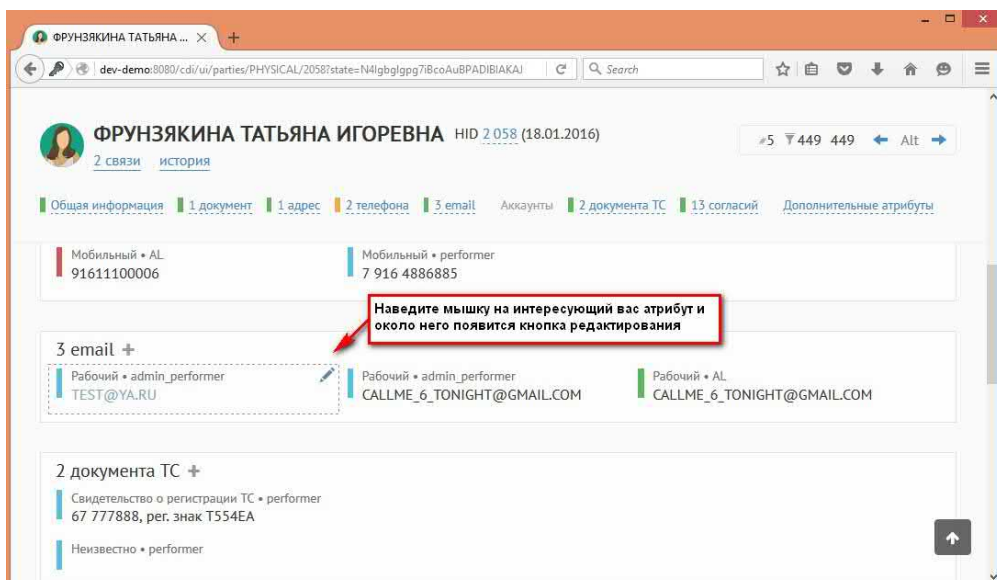 ФРУНЗЯКИНА ТАТЬЯНА ...
dev-demo:8080/cdi/ui/parties/PHYSICAL/2058?state=N4IgbgIgpg7iBcoAuBPADIBIAKAJ Search
ФРУНЗЯКИНА ТАТЬЯНА ИГОРЕВНА HID 2 058 (18.01.2016) 5 449 449 Alt
2 связи история
Общая информация 1 документ 1 адрес 2 телефона 3 email Аккаунты 2 документа ТС 13 согласий Дополнительные атрибуты
Мобильный • AL Мобильный • performer
91611100006 7 916 4886885
Наведите мышку на интересующий вас атрибут и
около него появится кнопка редактирования
3 email +
Рабочий • admin_performer Рабочий • admin_performer Рабочий • AL
TEST@YA.RU CALLME_6_TONIGHT@GMAIL.COM CALLME_6_TONIGHT@GMAIL.COM
2 документа ТС +
Свидетельство о регистрации ТС • performer
67 777888, рег. знак Т554ЕА
Неизвестно • performer